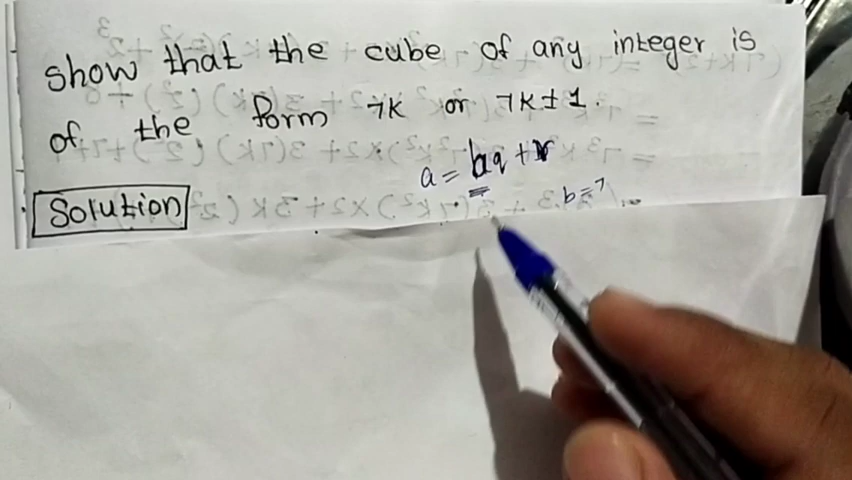 show that the cube of any integer is
of the form 7K or 7K ± 1.
a = bq + r
b = 7
Solution